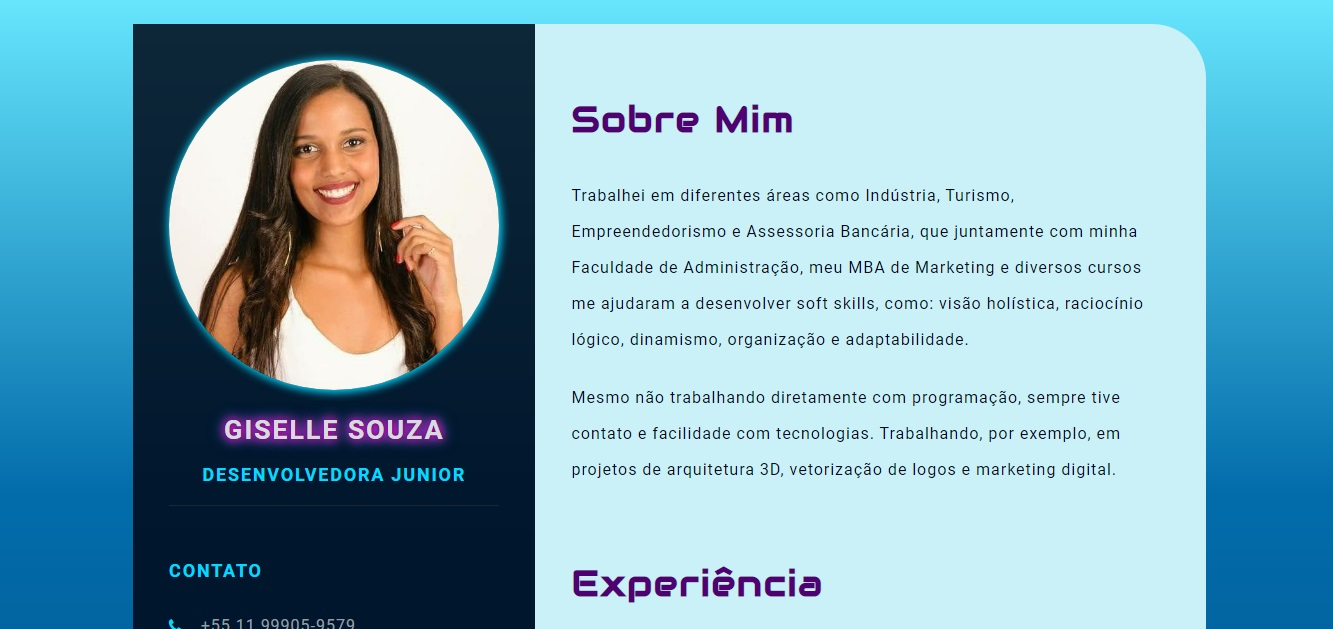 GISELLE SOUZA
DESENVOLVEDORA JUNIOR
CONTATO
+55 11 99905-9579
Sobre Mim
Trabalhei em diferentes áreas como Indústria, Turismo,
Empreendedorismo e Assessoria Bancária, que juntamente com minha
Faculdade de Administração, meu MBA de Marketing e diversos cursos
me ajudaram a desenvolver soft skills, como: visão holística, raciocínio
lógico, dinamismo, organização e adaptabilidade.
Mesmo não trabalhando diretamente com programação, sempre tive
contato e facilidade com tecnologias. Trabalhando, por exemplo, em
projetos de arquitetura 3D, vetorização de logos e marketing digital.
Experiência